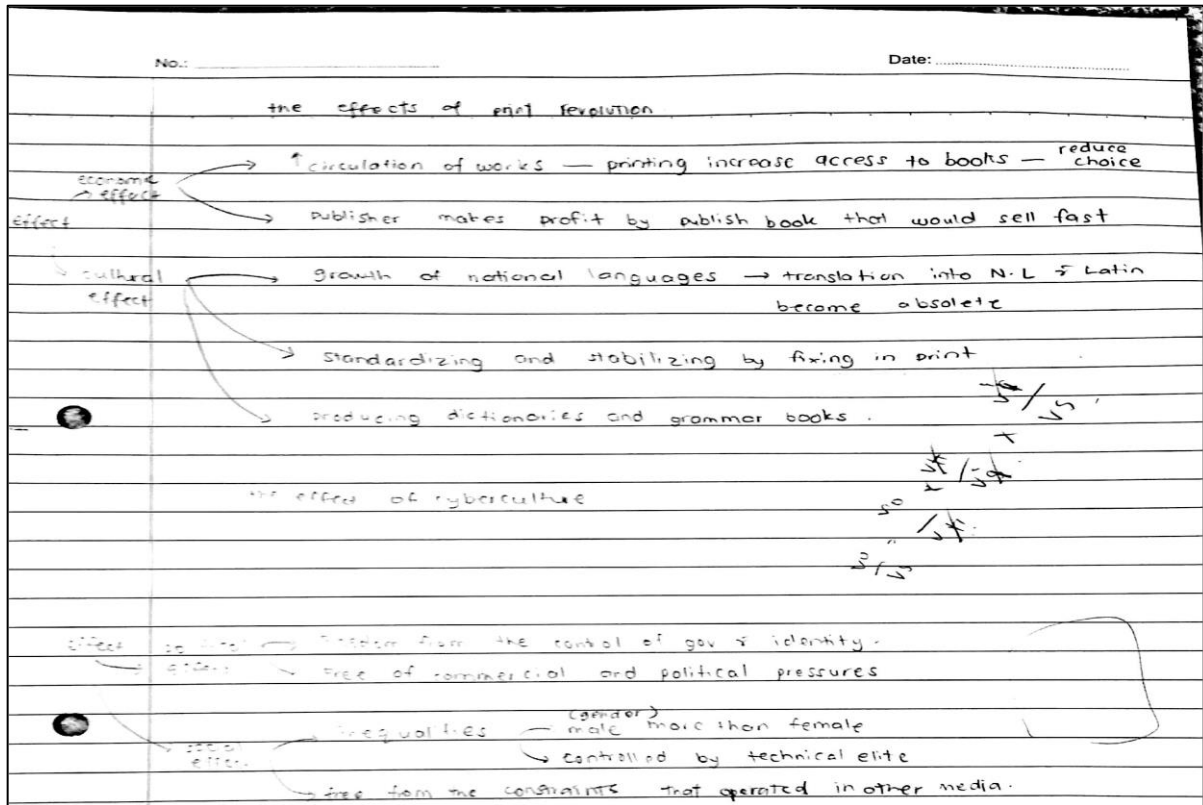 No.: Date:
the effects of print revolution
↑ circulation of works — printing increase access to books — reduce choice
economic effect
effect
publisher makes profit by publish book that would sell fast
cultural effect
growth of national languages → translation into N.L & Latin
become absolete
standardizing and stabilizing by fixing in print
producing dictionaries and grammar books.
the effect of cyberculture
effect
freedom from the control of gov & identity.
Free of commercial and political pressures
(gender)
inequalities — male more than female
social effect
controlled by technical elite
free from the constraints that operated in other media.